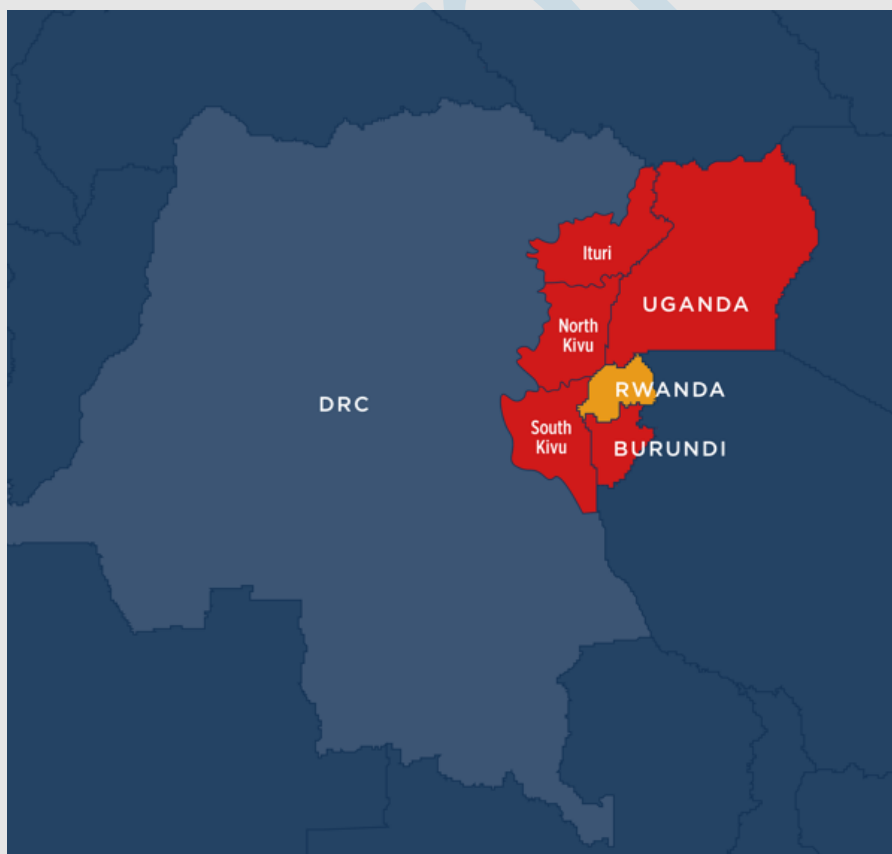 Ituri
UGANDA
North
Kivu
RWANDA
DRC
South
Kivu
BURUNDI